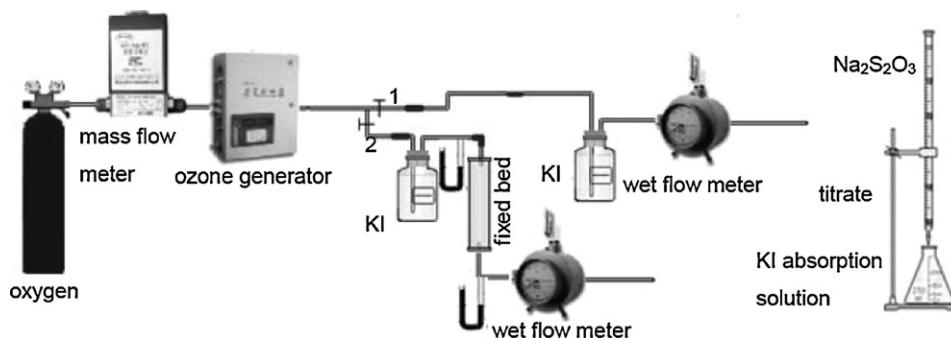 Na₂S₂O₃
1
mass flow
meter
ozone generator
2
KI
fixed bed
KI
wet flow meter
titrate
KI absorption
solution
oxygen
wet flow meter